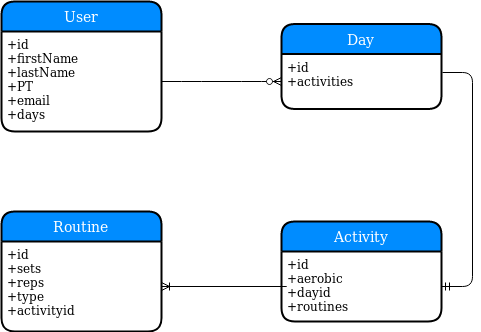 User
+id
+firstName
+lastName
+PT
+email
+days
Day
+id
+activities
Routine
+id
+sets
+reps
+type
+activityid
Activity
+id
+aerobic
+dayid
+routines